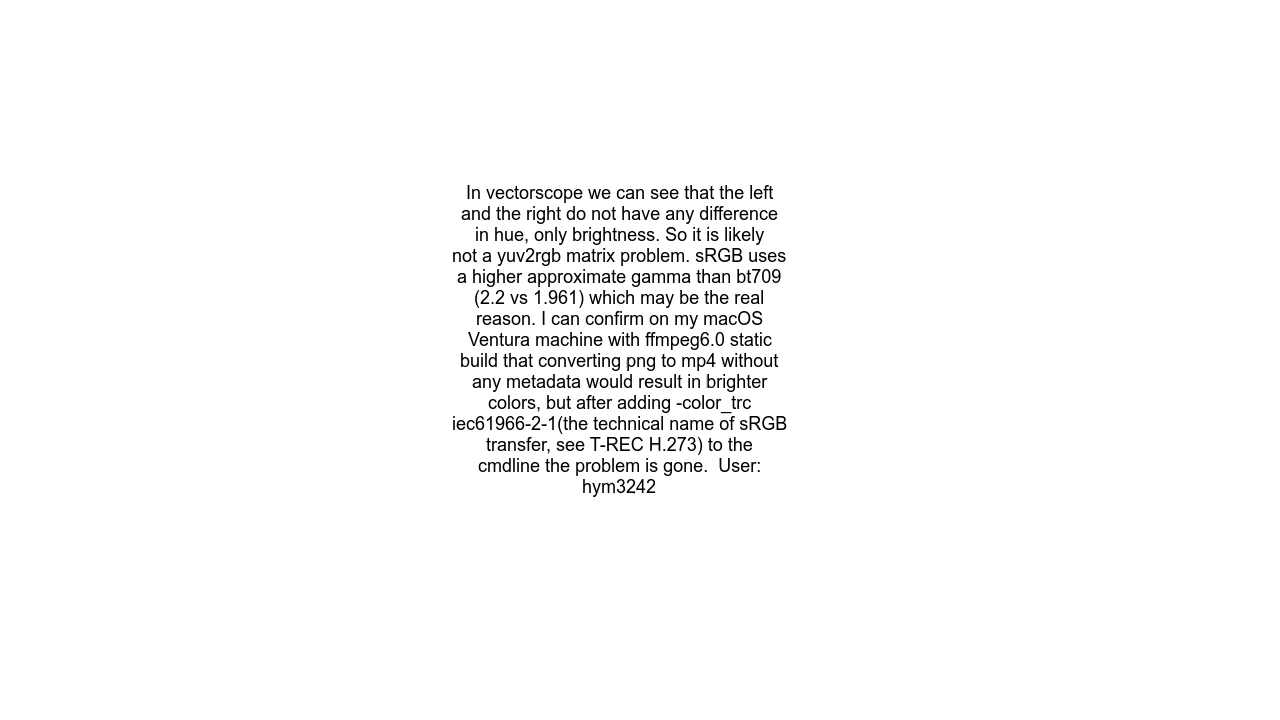 In vectorscope we can see that the left
and the right do not have any difference
in hue, only brightness. So it is likely
not a yuv2rgb matrix problem. sRGB uses
a higher approximate gamma than bt709
(2.2 vs 1.961) which may be the real
reason. I can confirm on my macOS
Ventura machine with ffmpeg6.0 static
build that converting png to mp4 without
any metadata would result in brighter
colors, but after adding -color_trc
iec61966-2-1(the technical name of sRGB
transfer, see T-REC H.273) to the
cmdline the problem is gone.  User:
hym3242